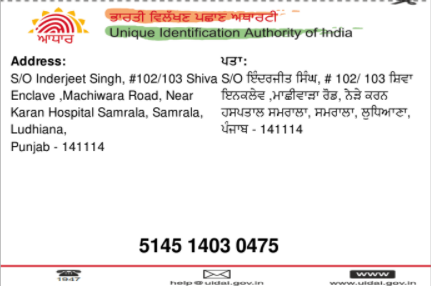 ਭਾਰਤੀ ਵਿਲੱਖਣ ਪਛਾਣ ਅਥਾਰਟੀ
Unique Identification Authority of India
ਆਧਾਰ
Address:
S/O Inderjeet Singh, #102/103 Shiva
Enclave ,Machiwara Road, Near
Karan Hospital Samrala, Samrala,
Ludhiana,
Punjab - 141114
ਪਤਾ:
S/O ਇੰਦਰਜੀਤ ਸਿੰਘ, # 102/ 103 ਸ਼ਿਵਾ
ਇਨਕਲੇਵ ,ਮਾਛੀਵਾੜਾ ਰੋਡ, ਨੇੜੇ ਕਰਨ
ਹਸਪਤਾਲ ਸਮਰਾਲਾ, ਸਮਰਾਲਾ, ਲੁਧਿਆਣਾ,
ਪੰਜਾਬ - 141114
5145 1403 0475
1947
help@uidai.gov.in
www
www.uidai.gov.in